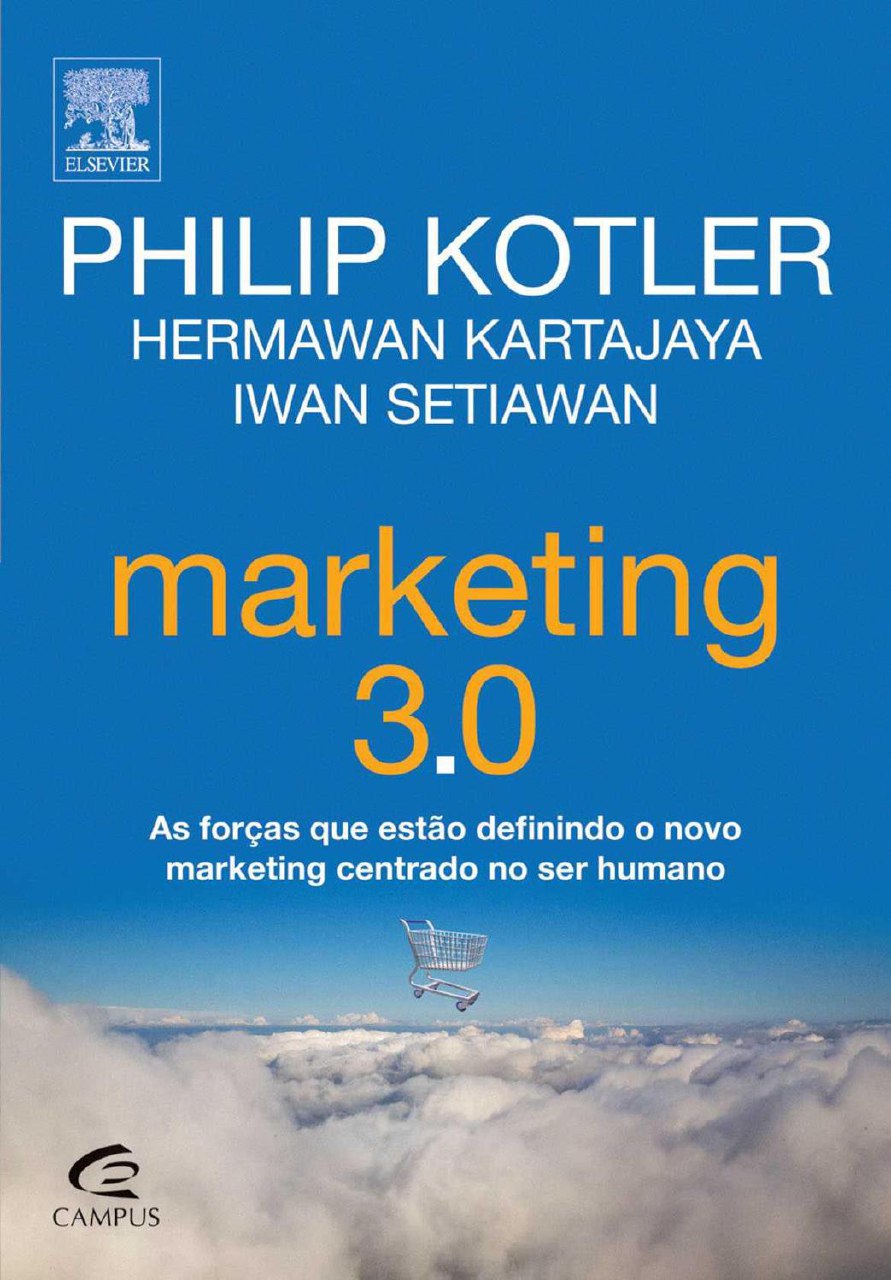 ELSEVIER
PHILIP KOTLER
HERMAWAN KARTAJAYA
IWAN SETIAWAN
marketing
3.0
As forças que estão definindo o novo
marketing centrado no ser humano
CAMPUS